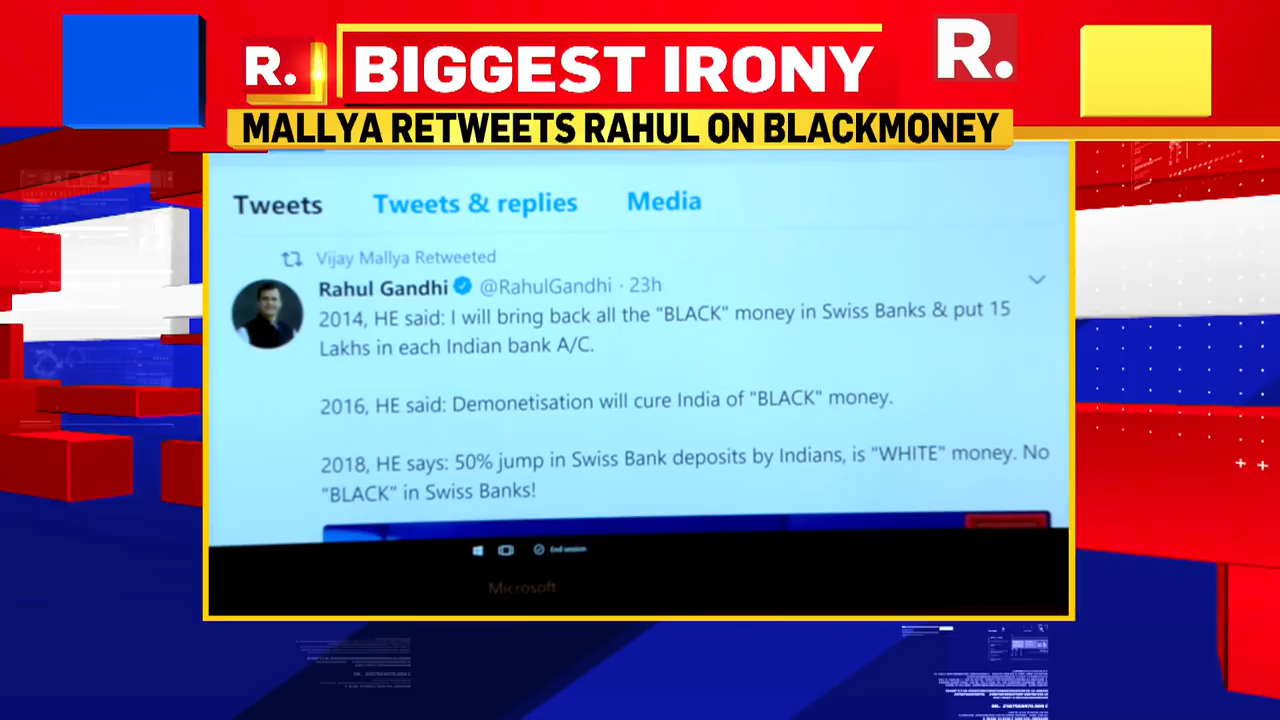 R.
BIGGEST IRONY
R.
MALLYA RETWEETS RAHUL ON BLACKMONEY
Tweets Tweets & replies Media
Vijay Mallya Retweeted
Rahul Gandhi @RahulGandhi · 23h
2014, HE said: I will bring back all the "BLACK" money in Swiss Banks & put 15
Lakhs in each Indian bank A/C.
2016, HE said: Demonetisation will cure India of "BLACK" money.
2018, HE says: 50% jump in Swiss Bank deposits by Indians, is "WHITE" money. No
"BLACK" in Swiss Banks!
End session
Microsoft